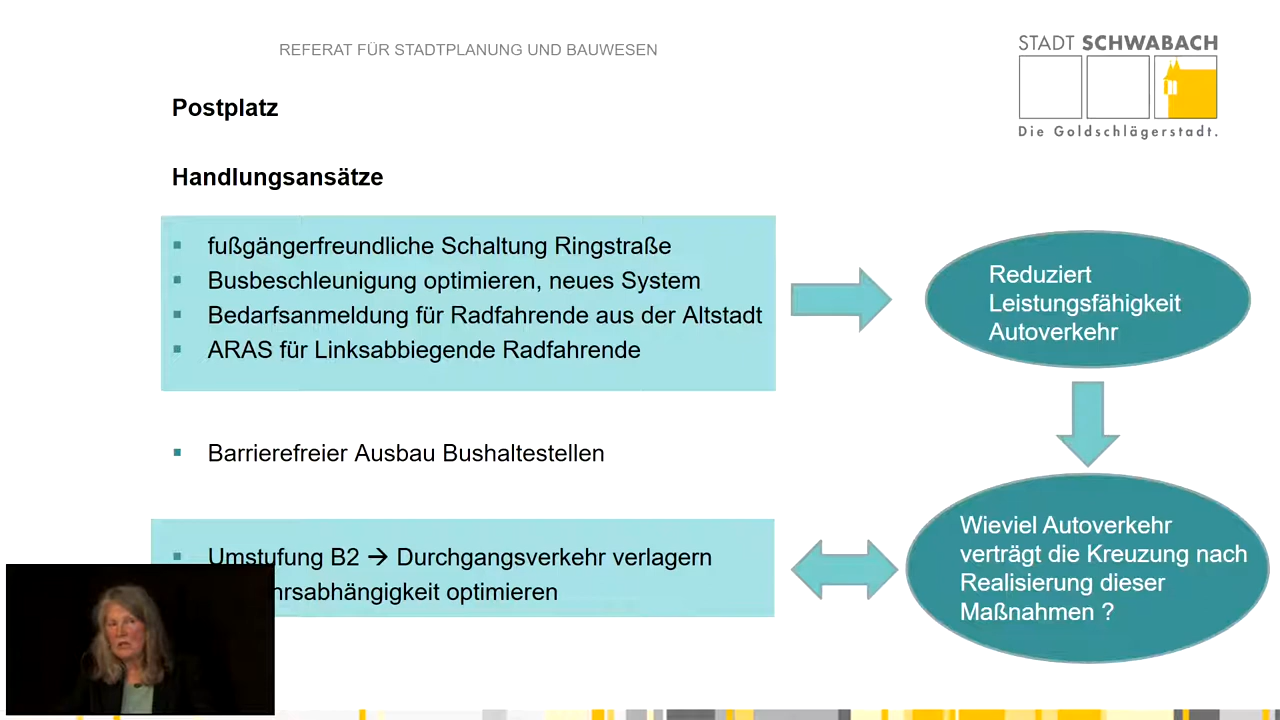 REFERAT FÜR STADTPLANUNG UND BAUWESEN
STADT SCHWABACH
Die Goldschlägerstadt.
Postplatz
Handlungsansätze
▪ fußgängerfreundliche Schaltung Ringstraße
▪ Busbeschleunigung optimieren, neues System
▪ Bedarfsanmeldung für Radfahrende aus der Altstadt
▪ ARAS für Linksabbiegende Radfahrende
Reduziert
Leistungsfähigkeit
Autoverkehr
▪ Barrierefreier Ausbau Bushaltestellen
▪ Umstufung B2 → Durchgangsverkehr verlagern
optimieren
Wieviel Autoverkehr
verträgt die Kreuzung nach
Realisierung dieser
Maßnahmen ?